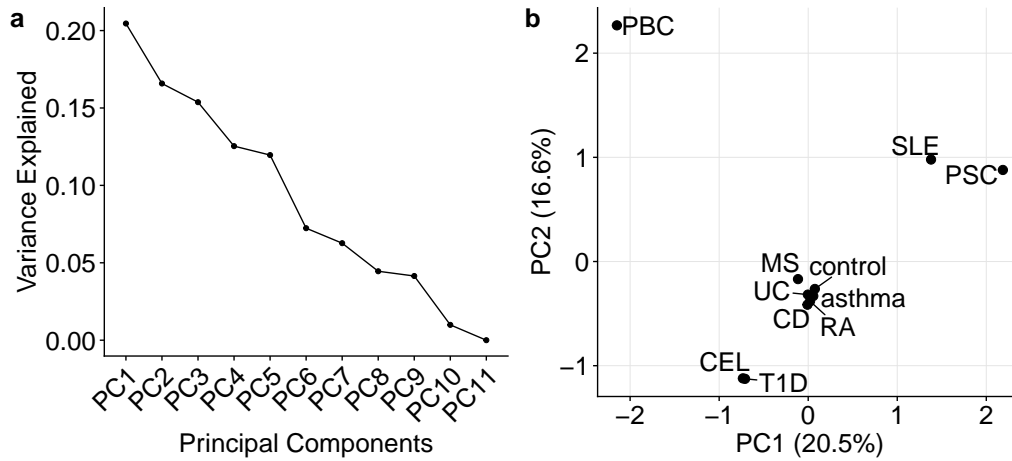 a
Variance Explained
0.20
0.15
0.10
0.05
0.00
PC1
PC2
PC3
PC4
PC5
PC6
PC7
PC8
PC9
PC10
PC11
Principal Components
b
PC2 (16.6%)
2
1
0
−1
PBC
SLE
PSC
MS
control
UC
asthma
CD
RA
CEL
T1D
−2
−1
0
1
2
PC1 (20.5%)